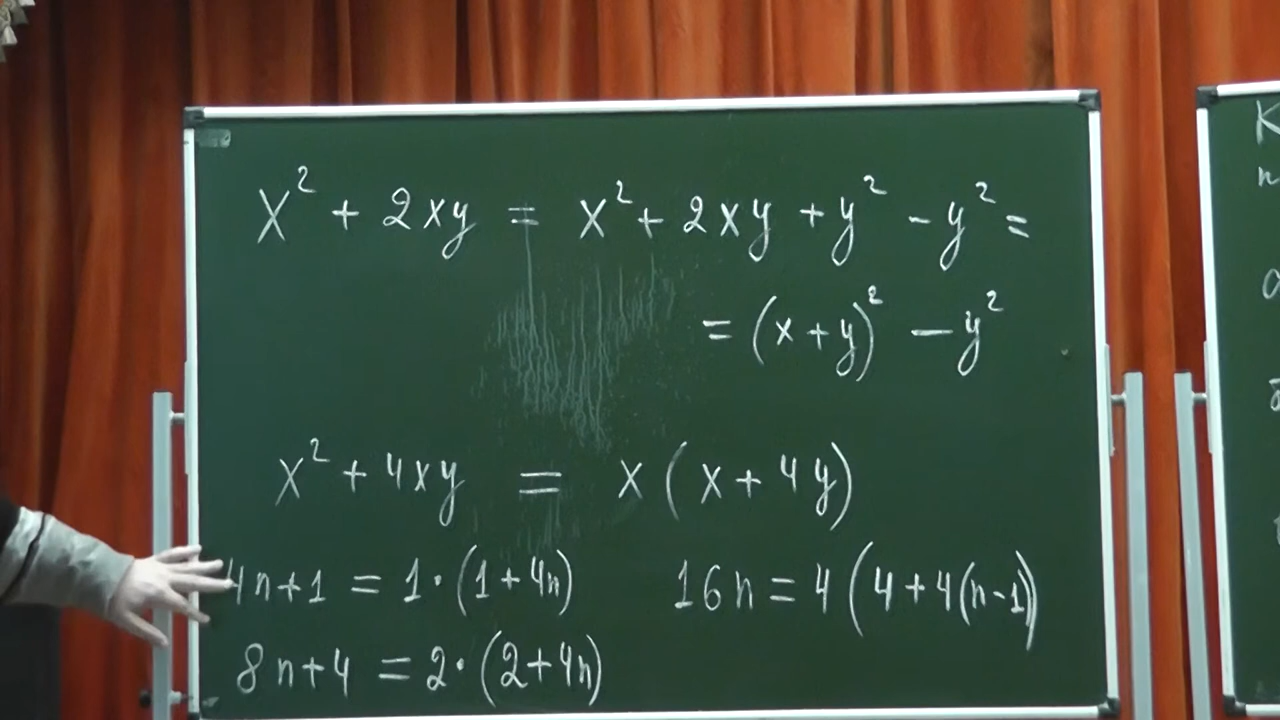 x² + 2xy = x² + 2xy + y² - y² =
= (x + y)² - y²
x² + 4xy = x(x + 4y)
4n+1 = 1·(1+4n)
16n = 4(4+4(n-1))
8n+4 = 2·(2+4n)
K
n